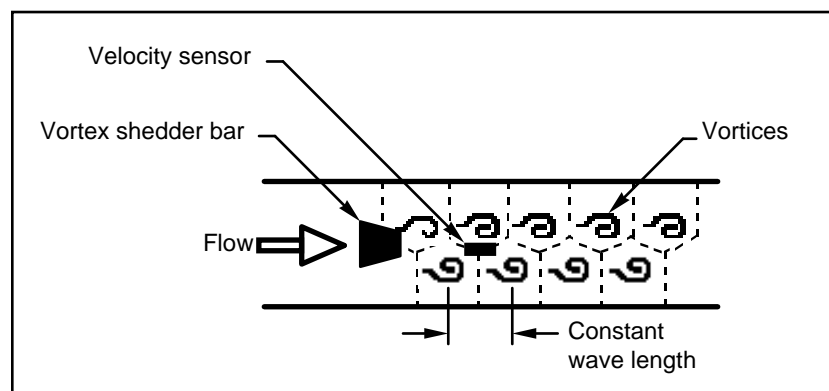 Velocity sensor
Vortex shedder bar
Vortices
Flow
Constant
wave length